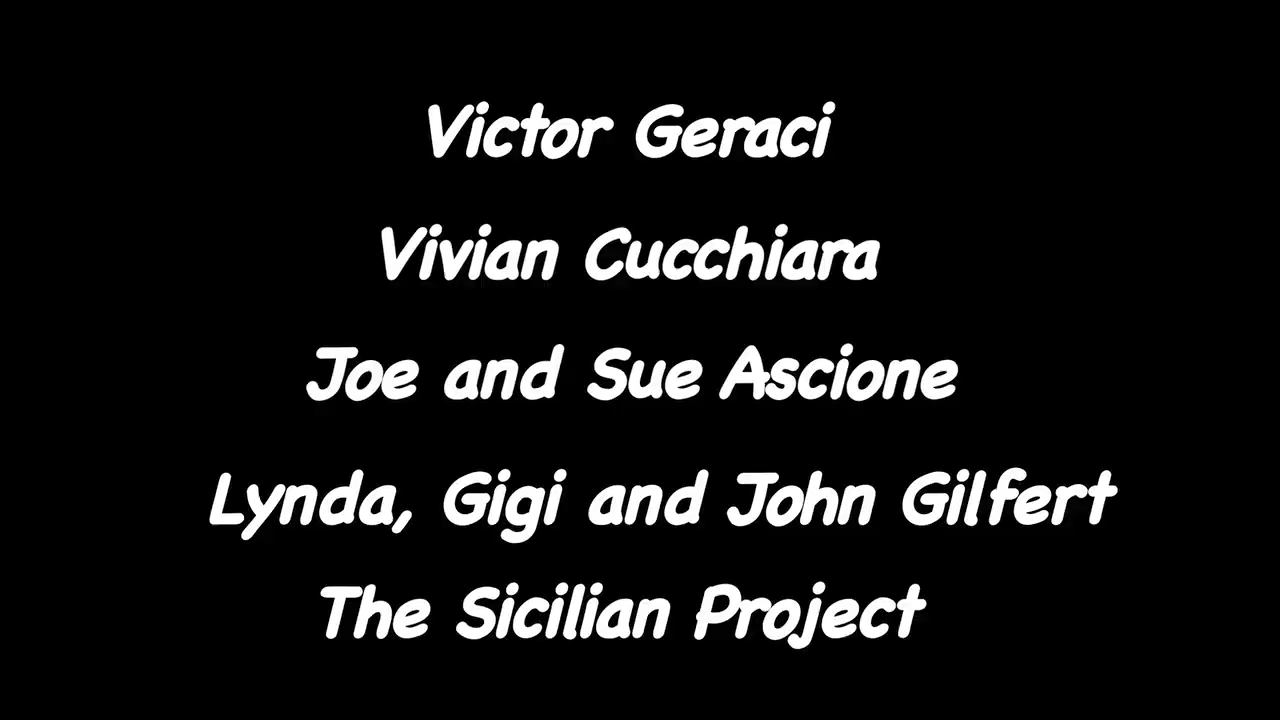 Victor Geraci
Vivian Cucchiara
Joe and Sue Ascione
Lynda, Gigi and John Gilfert
The Sicilian Project